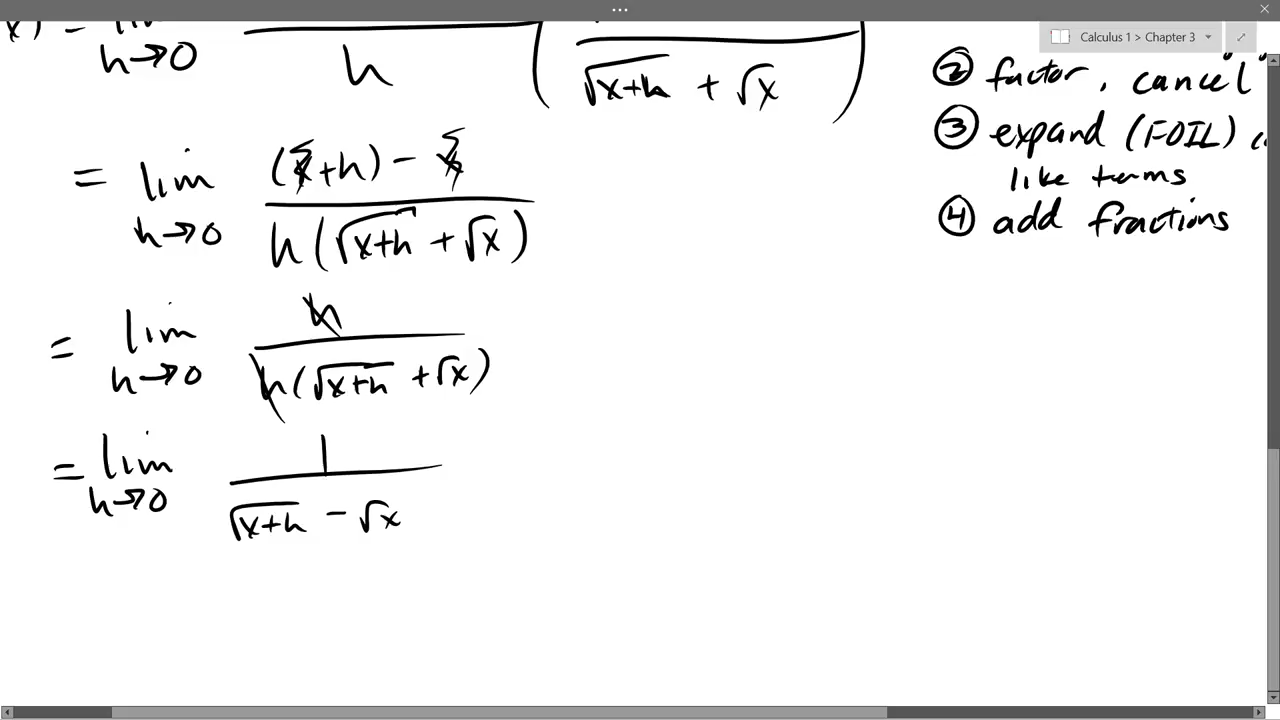 Calculus 1 > Chapter 3
x) = lim h→0
h ( √x+h + √x )
② factor, cancel
③ expand (FOIL)
like terms
④ add fractions
= lim h→0 (x+h) - x / h(√x+h + √x)
= lim h→0 h / h(√x+h + √x)
= lim h→0 1 / √x+h - √x